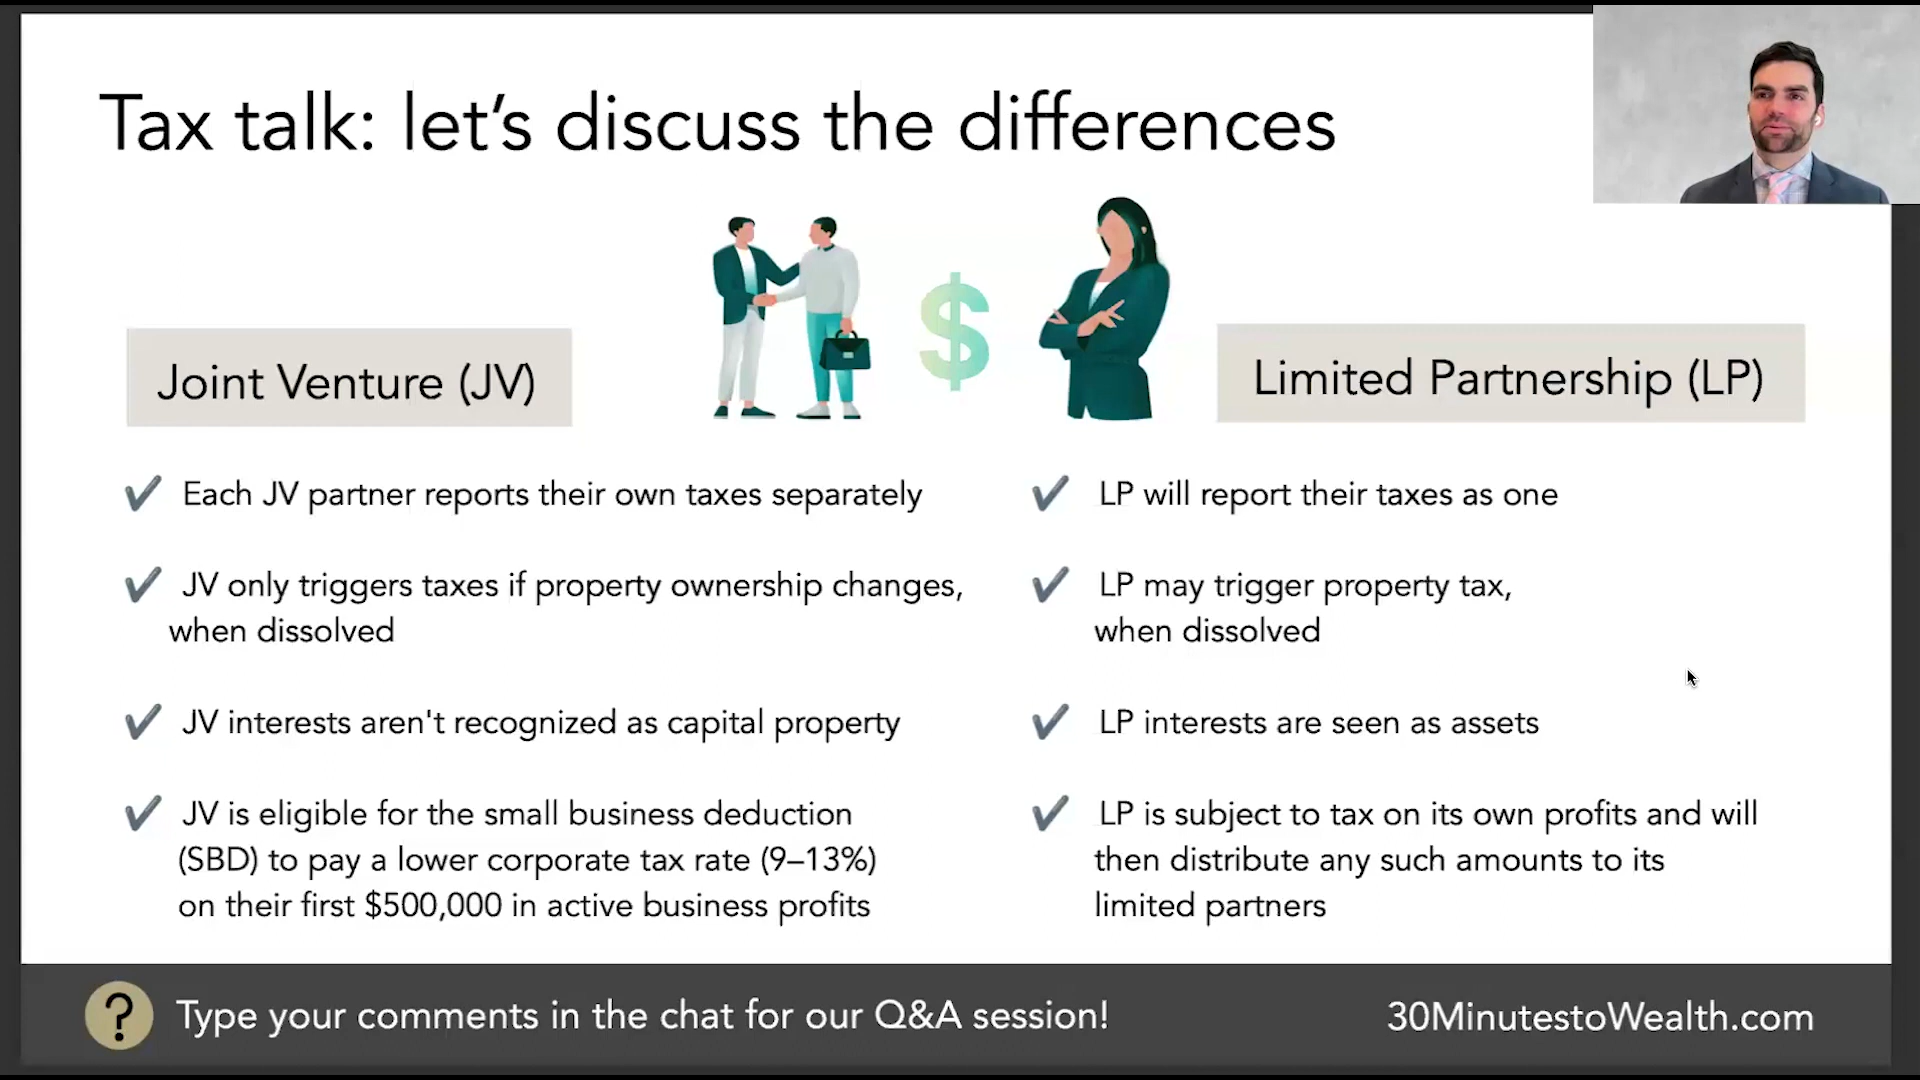 Tax talk: let's discuss the differences
$
Joint Venture (JV)
Limited Partnership (LP)
✔ Each JV partner reports their own taxes separately
✔ JV only triggers taxes if property ownership changes,
when dissolved
✔ JV interests aren't recognized as capital property
✔ JV is eligible for the small business deduction
(SBD) to pay a lower corporate tax rate (9–13%)
on their first $500,000 in active business profits
✔ LP will report their taxes as one
✔ LP may trigger property tax,
when dissolved
✔ LP interests are seen as assets
✔ LP is subject to tax on its own profits and will
then distribute any such amounts to its
limited partners
? Type your comments in the chat for our Q&A session!
30MinutestoWealth.com